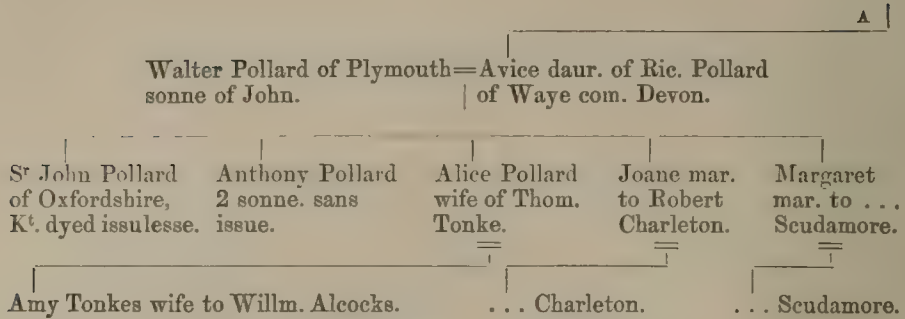 A
Walter Pollard of Plymouth=Avice daur. of Ric. Pollard
sonne of John. of Waye com. Devon.
Sr John Pollard
of Oxfordshire,
Kt. dyed issulesse.
Anthony Pollard
2 sonne. sans
issue.
Alice Pollard
wife of Thom.
Tonke.
Joane mar.
to Robert
Charleton.
Margaret
mar. to ...
Scudamore.
Amy Tonkes wife to Willm. Alcocks.
... Charleton.
... Scudamore.